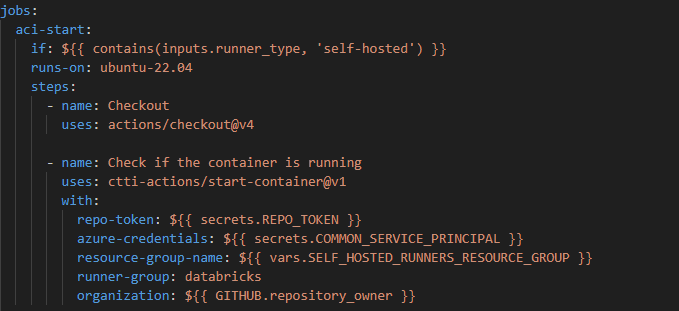 jobs:
  aci-start:
    if: ${{ contains(inputs.runner_type, 'self-hosted') }}
    runs-on: ubuntu-22.04
    steps:
      - name: Checkout
        uses: actions/checkout@v4

      - name: Check if the container is running
        uses: ctti-actions/start-container@v1
        with:
          repo-token: ${{ secrets.REPO_TOKEN }}
          azure-credentials: ${{ secrets.COMMON_SERVICE_PRINCIPAL }}
          resource-group-name: ${{ vars.SELF_HOSTED_RUNNERS_RESOURCE_GROUP }}
          runner-group: databricks
          organization: ${{ GITHUB.repository_owner }}